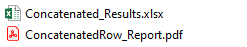 Concatenated_Results.xlsx
ConcatenatedRow_Report.pdf